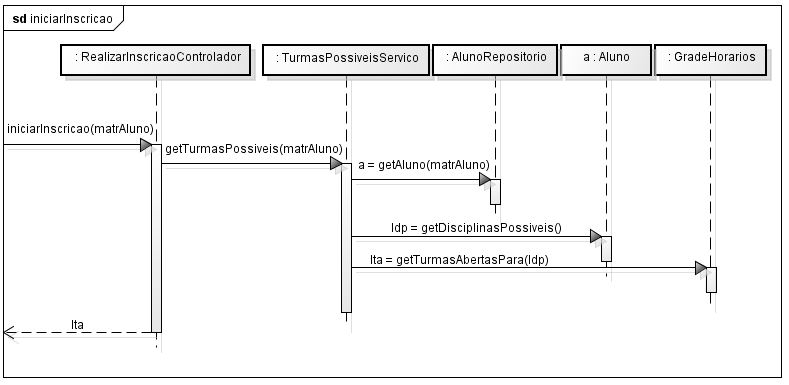 sd iniciarInscricao
: RealizarInscricaoControlador
: TurmasPossiveisServico
: AlunoRepositorio
a : Aluno
: GradeHorarios
iniciarInscricao(matrAluno)
getTurmasPossiveis(matrAluno)
a = getAluno(matrAluno)
ldp = getDisciplinasPossiveis()
lta = getTurmasAbertasPara(ldp)
lta